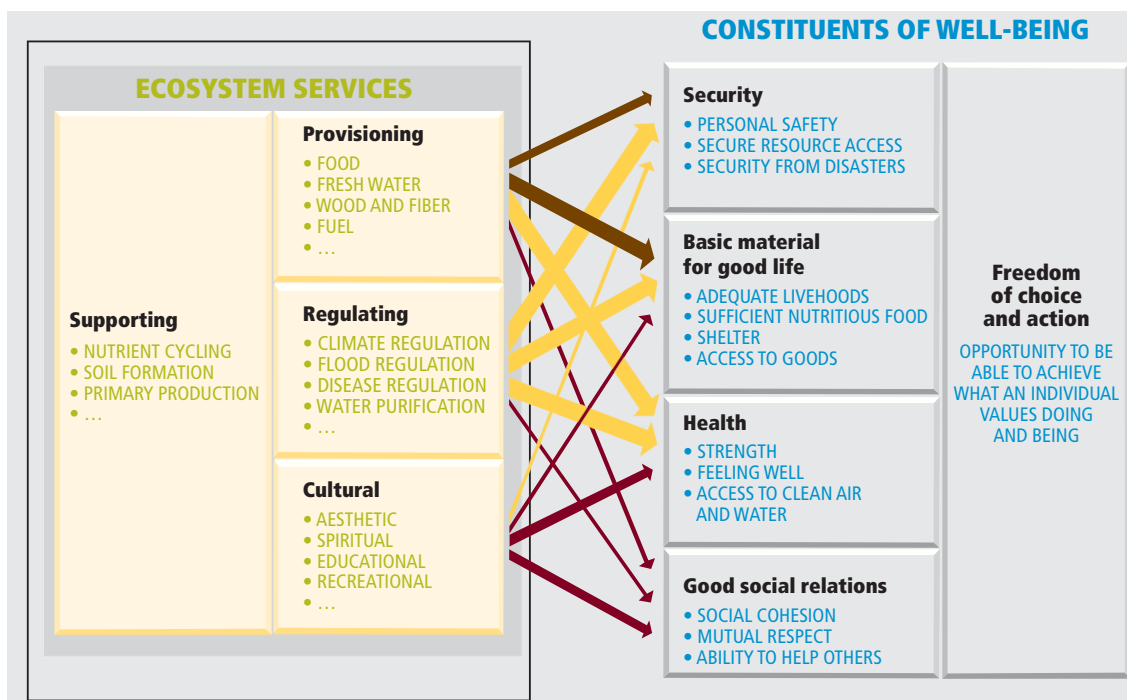 CONSTITUENTS OF WELL-BEING
ECOSYSTEM SERVICES
Supporting
• NUTRIENT CYCLING
• SOIL FORMATION
• PRIMARY PRODUCTION
• …
Provisioning
• FOOD
• FRESH WATER
• WOOD AND FIBER
• FUEL
• …
Regulating
• CLIMATE REGULATION
• FLOOD REGULATION
• DISEASE REGULATION
• WATER PURIFICATION
• …
Cultural
• AESTHETIC
• SPIRITUAL
• EDUCATIONAL
• RECREATIONAL
• …
Security
• PERSONAL SAFETY
• SECURE RESOURCE ACCESS
• SECURITY FROM DISASTERS
Basic material
for good life
• ADEQUATE LIVEHOODS
• SUFFICIENT NUTRITIOUS FOOD
• SHELTER
• ACCESS TO GOODS
Health
• STRENGTH
• FEELING WELL
• ACCESS TO CLEAN AIR
AND WATER
Good social relations
• SOCIAL COHESION
• MUTUAL RESPECT
• ABILITY TO HELP OTHERS
Freedom
of choice
and action
OPPORTUNITY TO BE
ABLE TO ACHIEVE
WHAT AN INDIVIDUAL
VALUES DOING
AND BEING